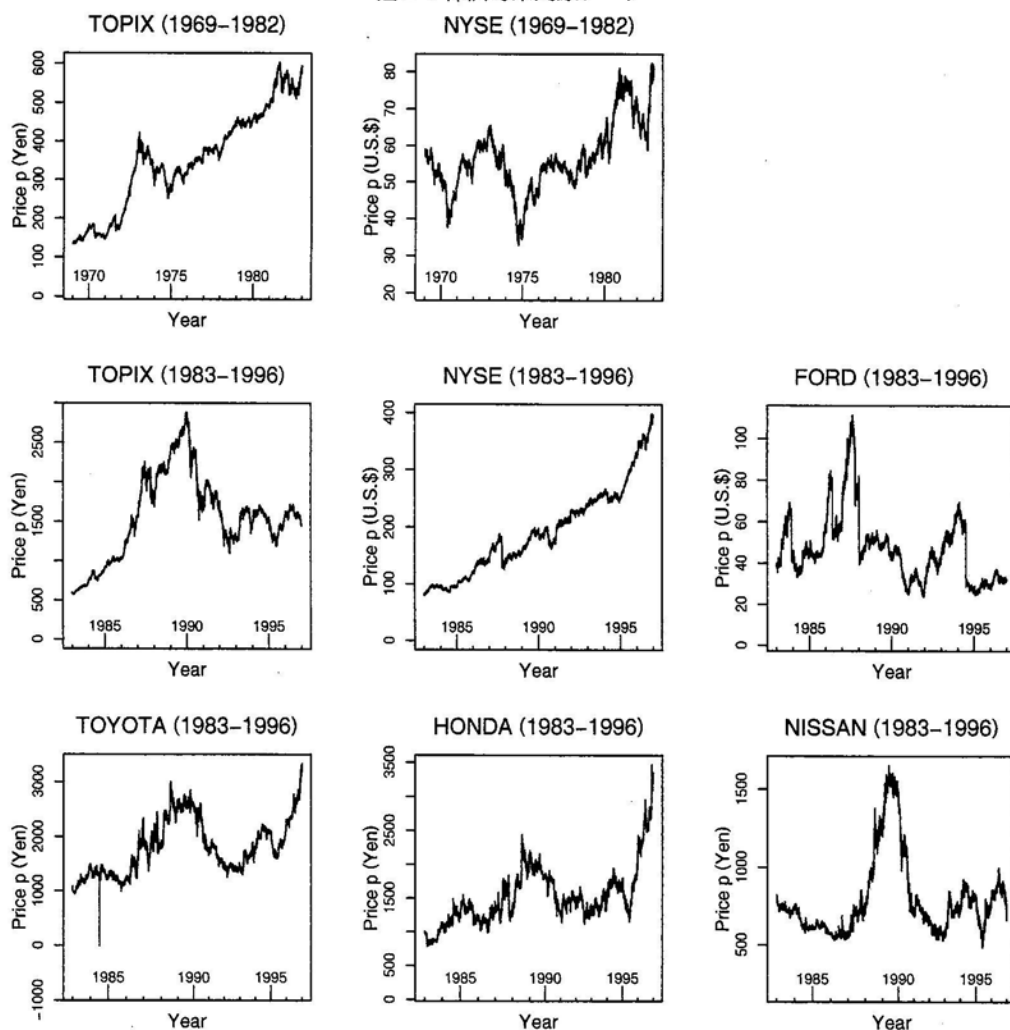 TOPIX (1969–1982)
Price p (Yen)
0 100 200 300 400 500 600
1970 1975 1980
Year
NYSE (1969–1982)
Price p (U.S.$)
20 30 40 50 60 70 80
1970 1975 1980
Year
TOPIX (1983–1996)
Price p (Yen)
0 500 1000 1500 2500
1985 1990 1995
Year
NYSE (1983–1996)
Price p (U.S.$)
0 100 200 300 400
1985 1990 1995
Year
FORD (1983–1996)
Price p (U.S.$)
0 20 40 60 80 100
1985 1990 1995
Year
TOYOTA (1983–1996)
Price p (Yen)
-1000 0 1000 2000 3000
1985 1990 1995
Year
HONDA (1983–1996)
Price p (Yen)
0 500 1500 2500 3500
1985 1990 1995
Year
NISSAN (1983–1996)
Price p (Yen)
500 1000 1500
1985 1990 1995
Year